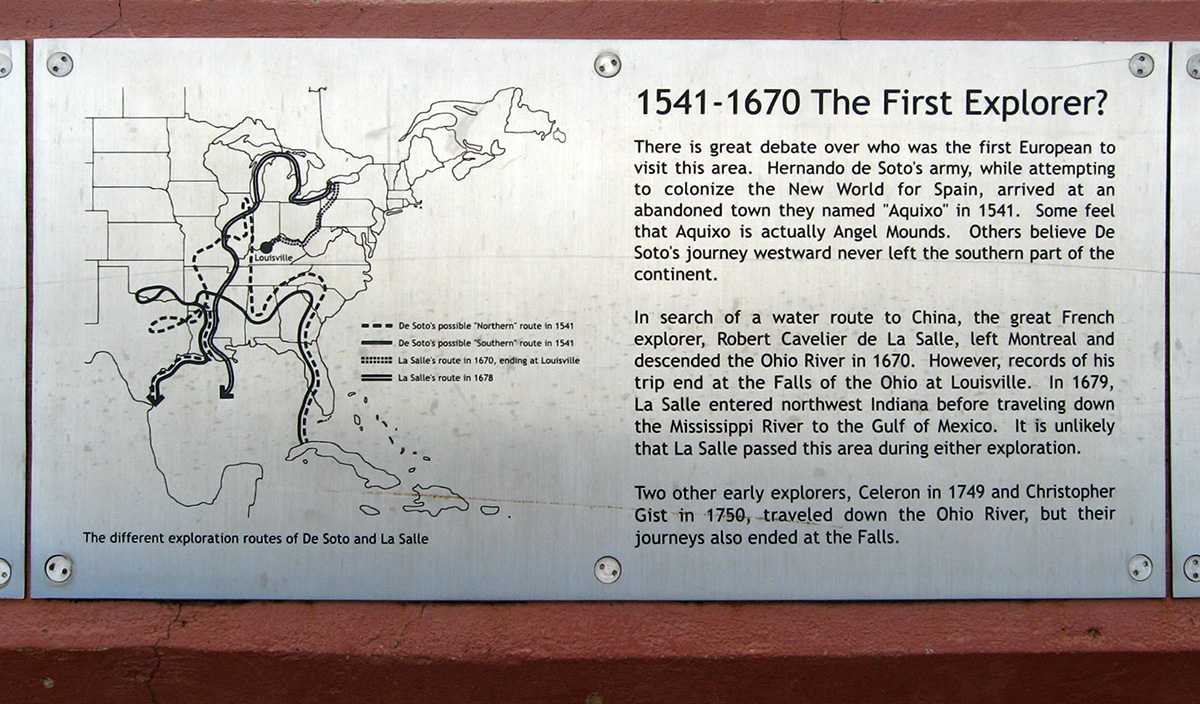 1541-1670 The First Explorer?
There is great debate over who was the first European to
visit this area. Hernando de Soto's army, while attempting
to colonize the New World for Spain, arrived at an
abandoned town they named "Aquixo" in 1541. Some feel
that Aquixo is actually Angel Mounds. Others believe De
Soto's journey westward never left the southern part of the
continent.
In search of a water route to China, the great French
explorer, Robert Cavelier de La Salle, left Montreal and
descended the Ohio River in 1670. However, records of his
trip end at the Falls of the Ohio at Louisville. In 1679,
La Salle entered northwest Indiana before traveling down
the Mississippi River to the Gulf of Mexico. It is unlikely
that La Salle passed this area during either exploration.
Two other early explorers, Celeron in 1749 and Christopher
Gist in 1750, traveled down the Ohio River, but their
journeys also ended at the Falls.
Louisville
De Soto's possible "Northern" route in 1541
De Soto's possible "Southern" route in 1541
La Salle's route in 1670, ending at Louisville
La Salle's route in 1678
The different exploration routes of De Soto and La Salle